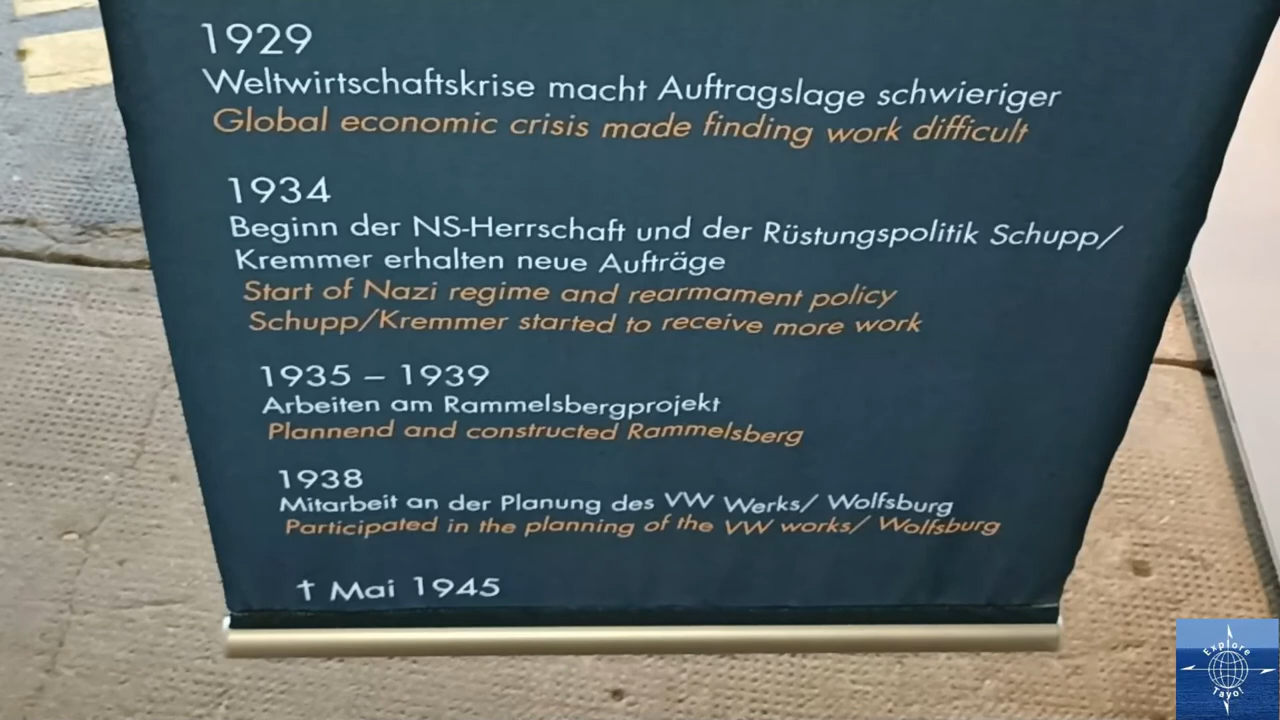 1929
Weltwirtschaftskrise macht Auftragslage schwieriger
Global economic crisis made finding work difficult
1934
Beginn der NS-Herrschaft und der Rüstungspolitik Schupp/
Kremmer erhalten neue Aufträge
Start of Nazi regime and rearmament policy
Schupp/Kremmer started to receive more work
1935 – 1939
Arbeiten am Rammelsbergprojekt
Plannend and constructed Rammelsberg
1938
Mitarbeit an der Planung des VW Werks/ Wolfsburg
Participated in the planning of the VW works/ Wolfsburg
† Mai 1945
Explore
Tayo!